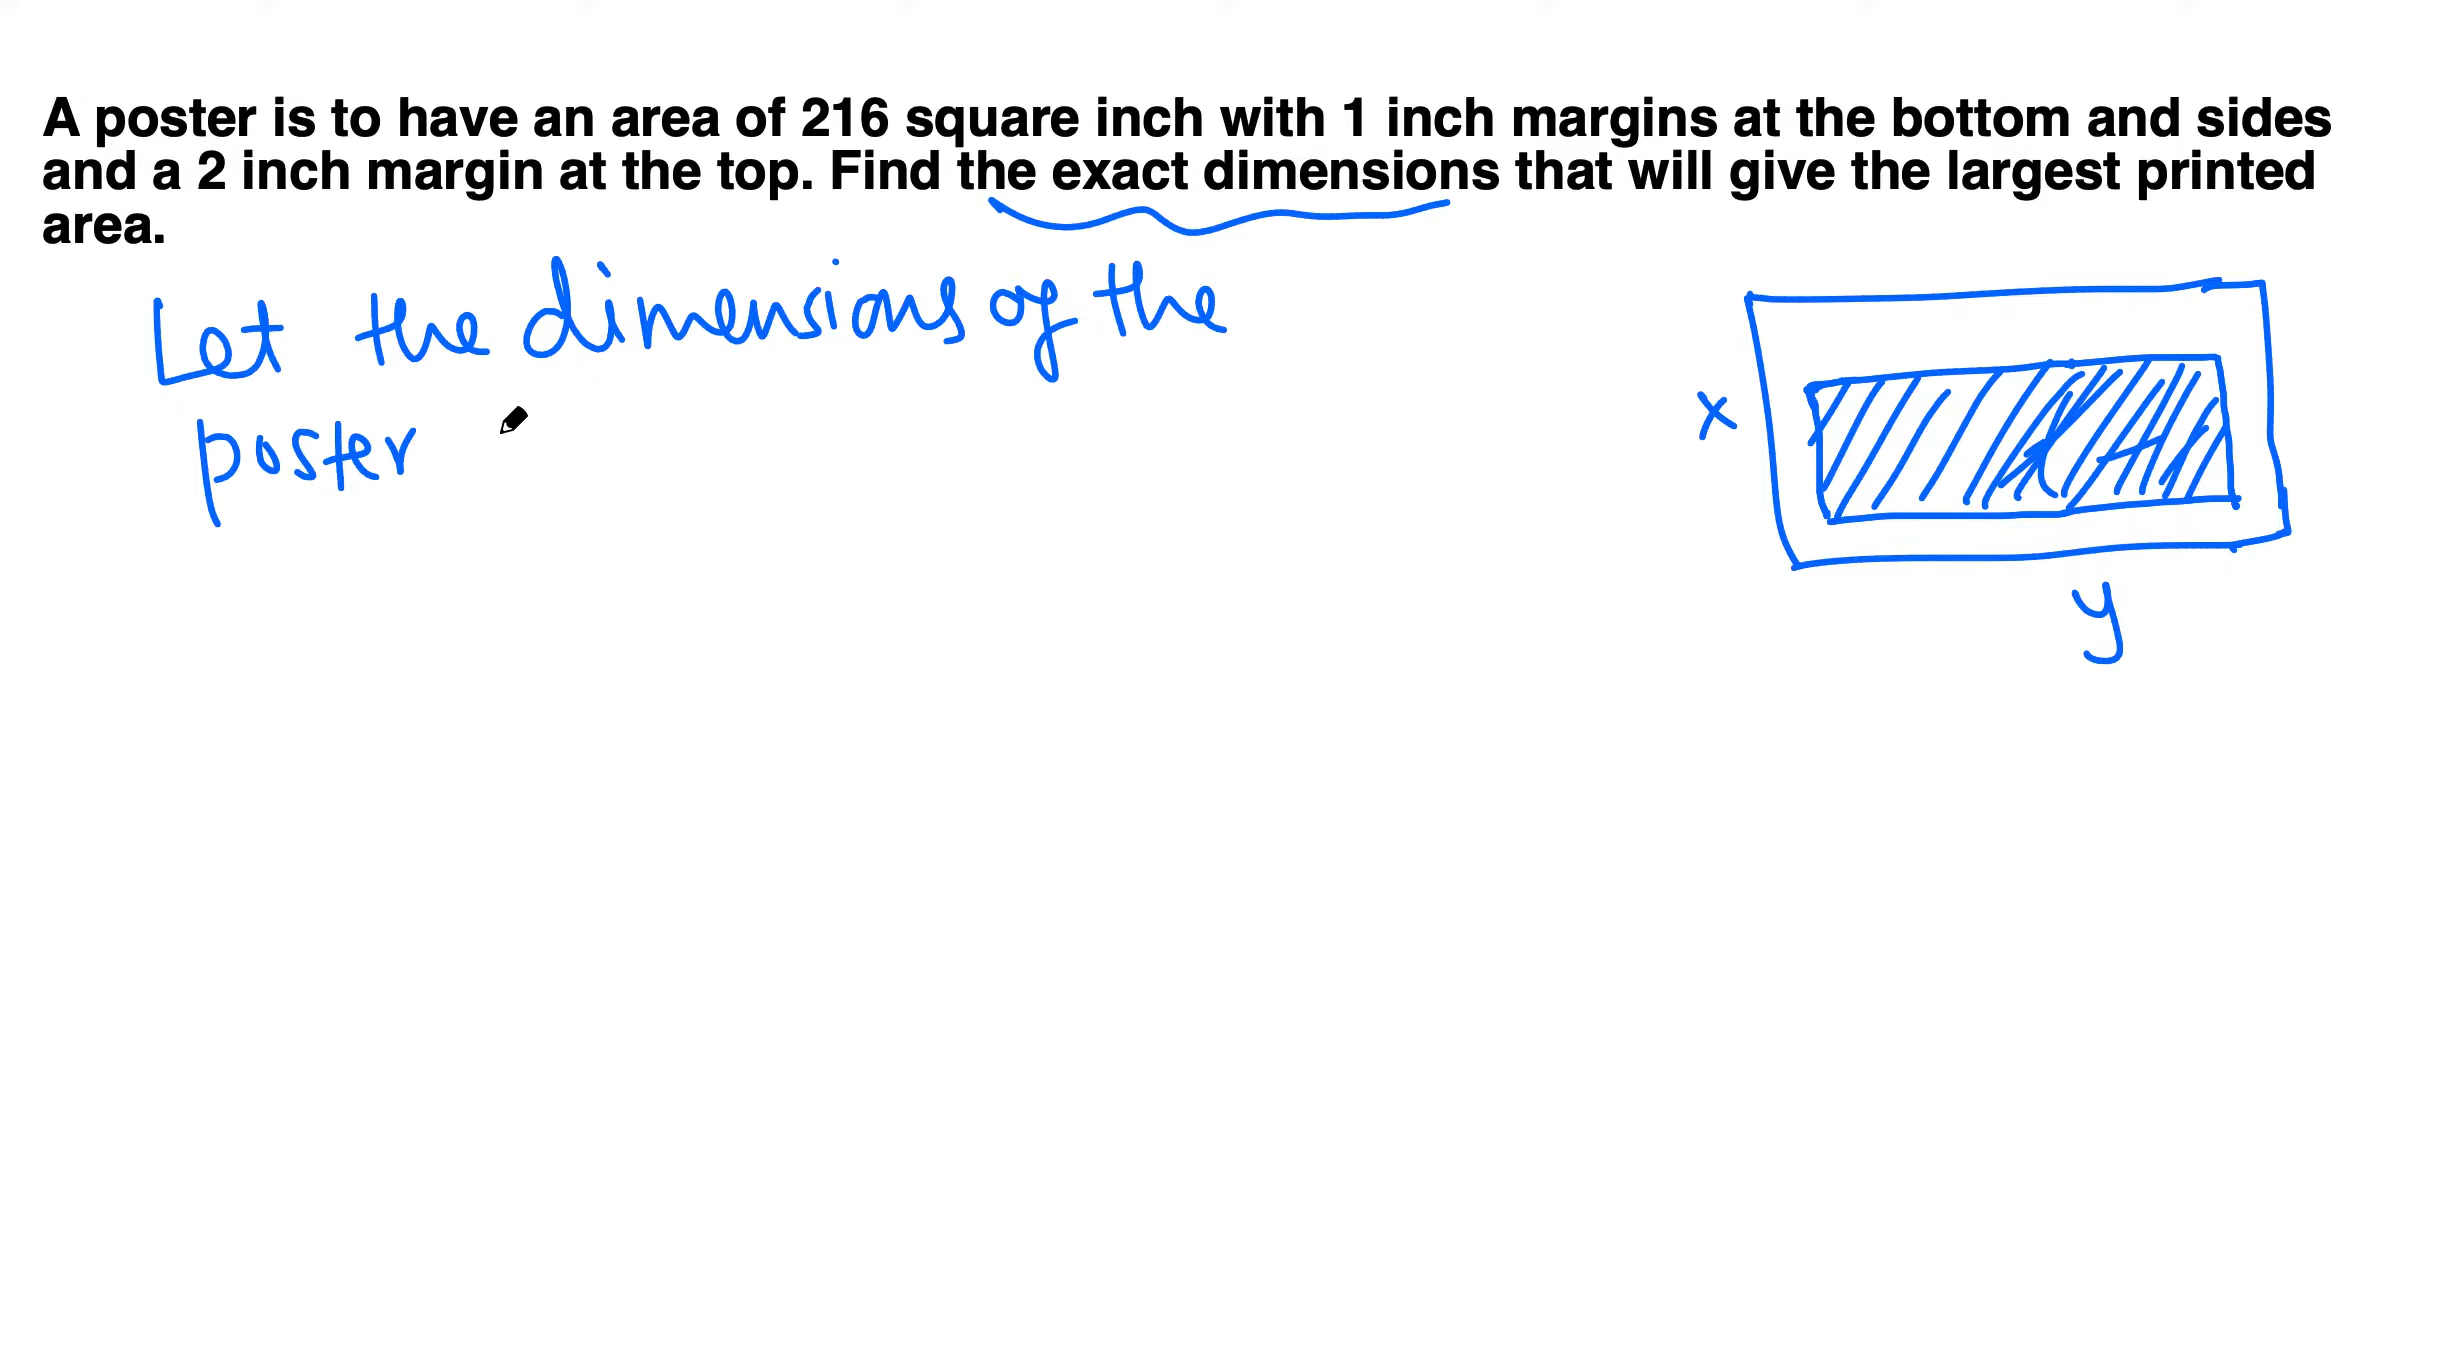 A poster is to have an area of 216 square inch with 1 inch margins at the bottom and sides
and a 2 inch margin at the top. Find the exact dimensions that will give the largest printed
area.
Let the dimensions of the
poster
x
y